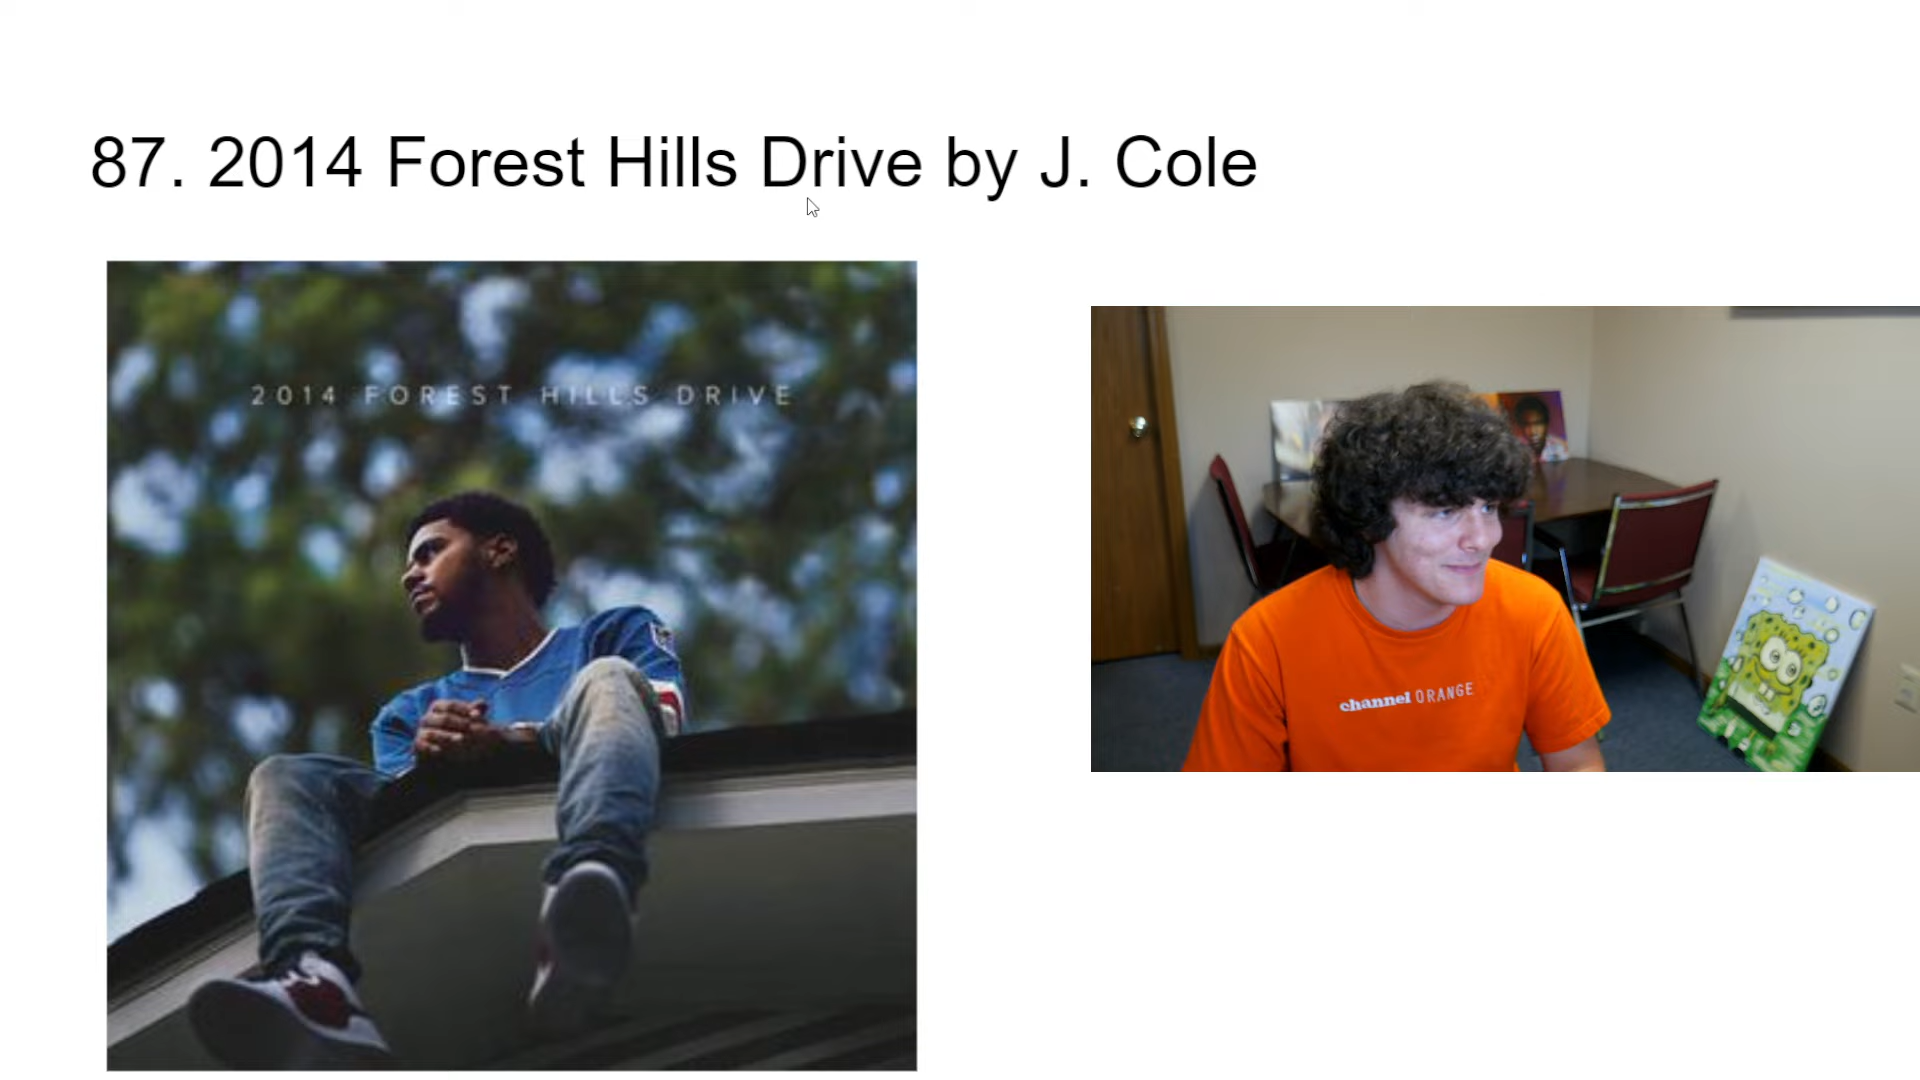 87. 2014 Forest Hills Drive by J. Cole
2014 FOREST HILLS DRIVE
channel ORANGE